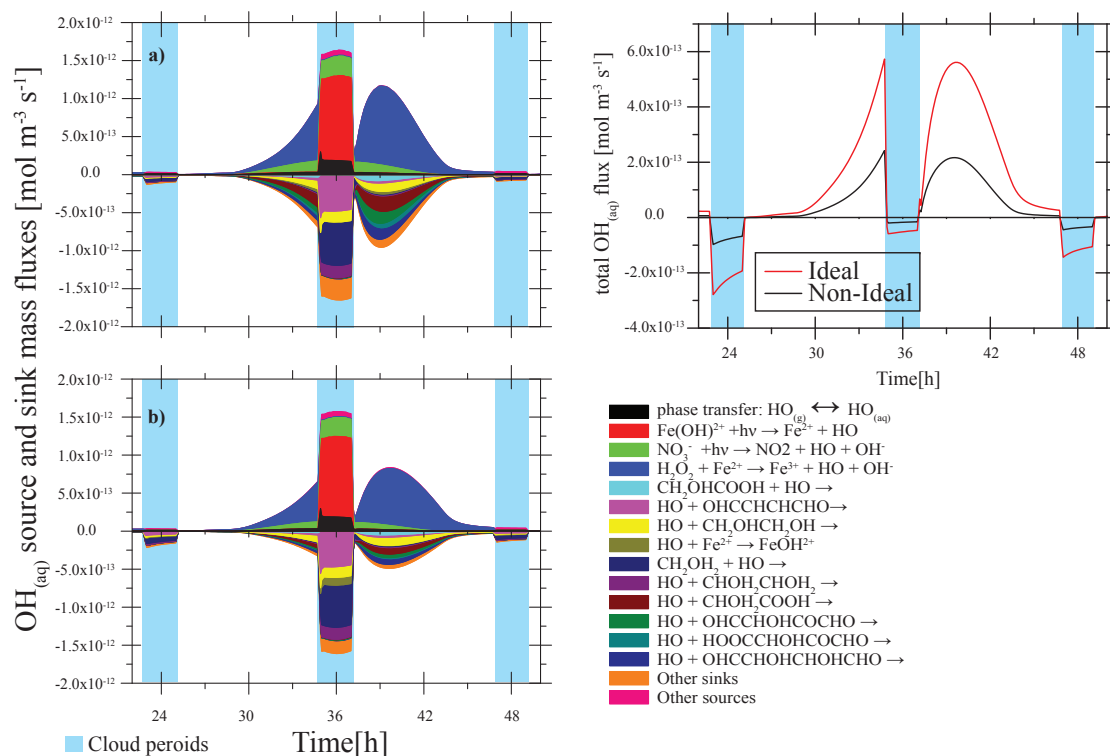 OH(aq) source and sink mass fluxes [mol m⁻³ s⁻¹]
a)
2.0x10⁻¹²
1.5x10⁻¹²
1.0x10⁻¹²
5.0x10⁻¹³
0.0
-5.0x10⁻¹³
-1.0x10⁻¹²
-1.5x10⁻¹²
-2.0x10⁻¹²
b)
2.0x10⁻¹²
1.5x10⁻¹²
1.0x10⁻¹²
5.0x10⁻¹³
0.0
-5.0x10⁻¹³
-1.0x10⁻¹²
-1.5x10⁻¹²
-2.0x10⁻¹²
24 30 36 42 48
Time[h]
Cloud peroids
total OH(aq) flux [mol m⁻³ s⁻¹]
6.0x10⁻¹³
4.0x10⁻¹³
2.0x10⁻¹³
0.0
-2.0x10⁻¹³
-4.0x10⁻¹³
Ideal
Non-Ideal
24 30 36 42 48
Time[h]
phase transfer: HO(g) ↔ HO(aq)
Fe(OH)²⁺ +hν → Fe²⁺ + HO
NO₃⁻ +hν → NO2 + HO + OH⁻
H₂O₂ + Fe²⁺ → Fe³⁺ + HO + OH⁻
CH₂OHCOOH + HO →
HO + OHCCHCHCHO→
HO + CH₂OHCH₂OH →
HO + Fe²⁺ → FeOH²⁺
CH₂OH₂ + HO →
HO + CHOH₂CHOH₂ →
HO + CHOH₂COOH →
HO + OHCCHOHCOCHO →
HO + HOOCCHOHCOCHO →
HO + OHCCHOHCHOHCHO →
Other sinks
Other sources